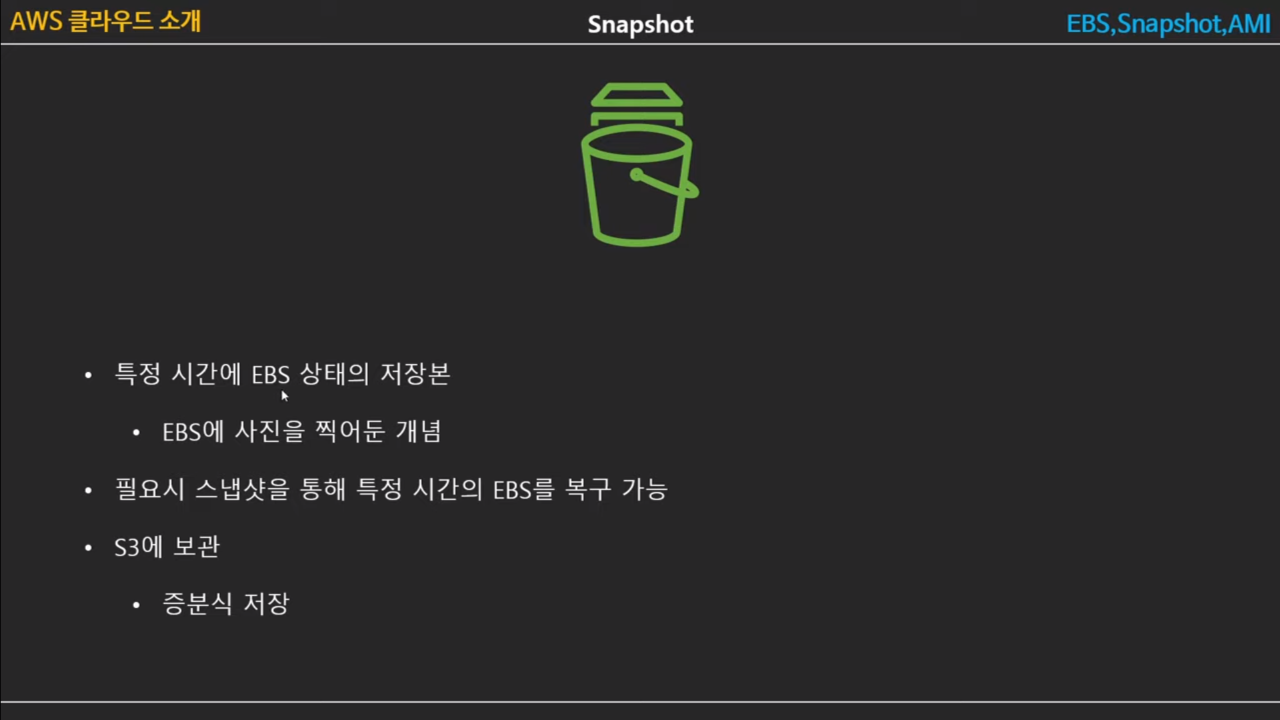 AWS 클라우드 소개
Snapshot
EBS,Snapshot,AMI
• 특정 시간에 EBS 상태의 저장본
• EBS에 사진을 찍어둔 개념
• 필요시 스냅샷을 통해 특정 시간의 EBS를 복구 가능
• S3에 보관
• 증분식 저장